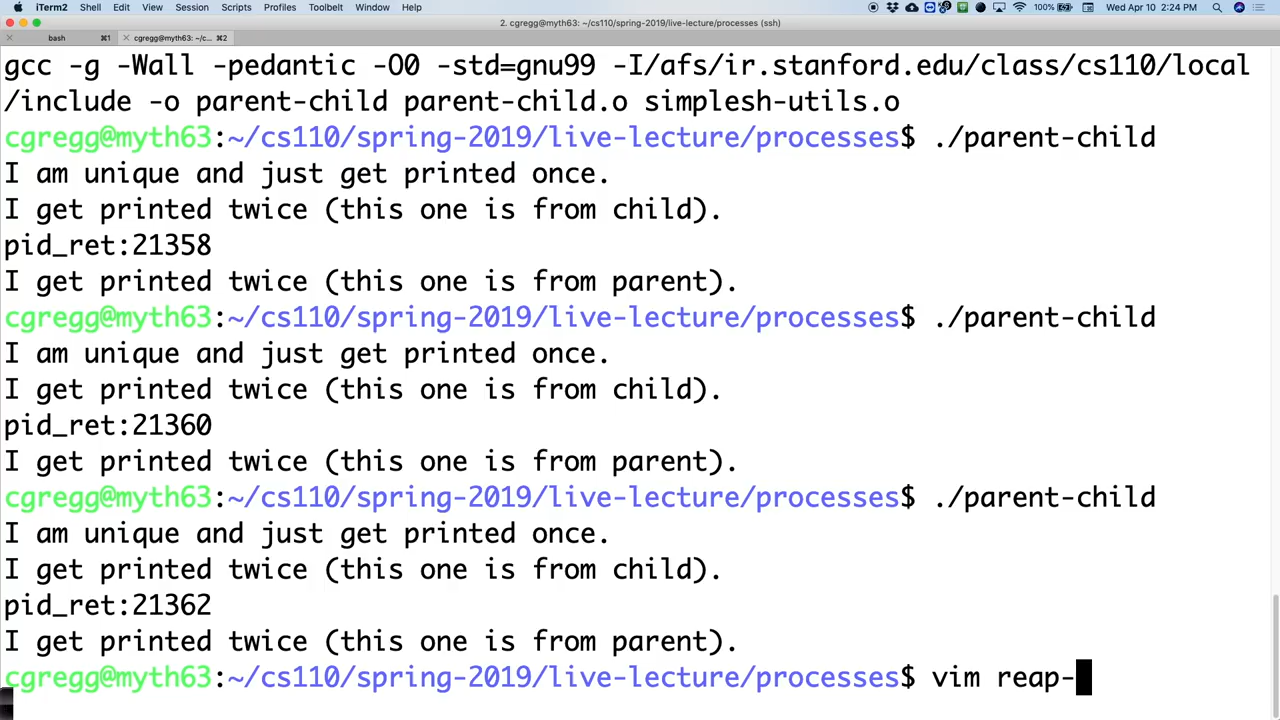 iTerm2 Shell Edit View Session Scripts Profiles Toolbelt Window Help 100% Wed Apr 10 2:24 PM
2. cgregg@myth63: ~/cs110/spring-2019/live-lecture/processes (ssh)
bash ⌘1 cgregg@myth63: ~/c... ⌘2
gcc -g -Wall -pedantic -O0 -std=gnu99 -I/afs/ir.stanford.edu/class/cs110/local
/include -o parent-child parent-child.o simplesh-utils.o
cgregg@myth63:~/cs110/spring-2019/live-lecture/processes$ ./parent-child
I am unique and just get printed once.
I get printed twice (this one is from child).
pid_ret:21358
I get printed twice (this one is from parent).
cgregg@myth63:~/cs110/spring-2019/live-lecture/processes$ ./parent-child
I am unique and just get printed once.
I get printed twice (this one is from child).
pid_ret:21360
I get printed twice (this one is from parent).
cgregg@myth63:~/cs110/spring-2019/live-lecture/processes$ ./parent-child
I am unique and just get printed once.
I get printed twice (this one is from child).
pid_ret:21362
I get printed twice (this one is from parent).
cgregg@myth63:~/cs110/spring-2019/live-lecture/processes$ vim reap-